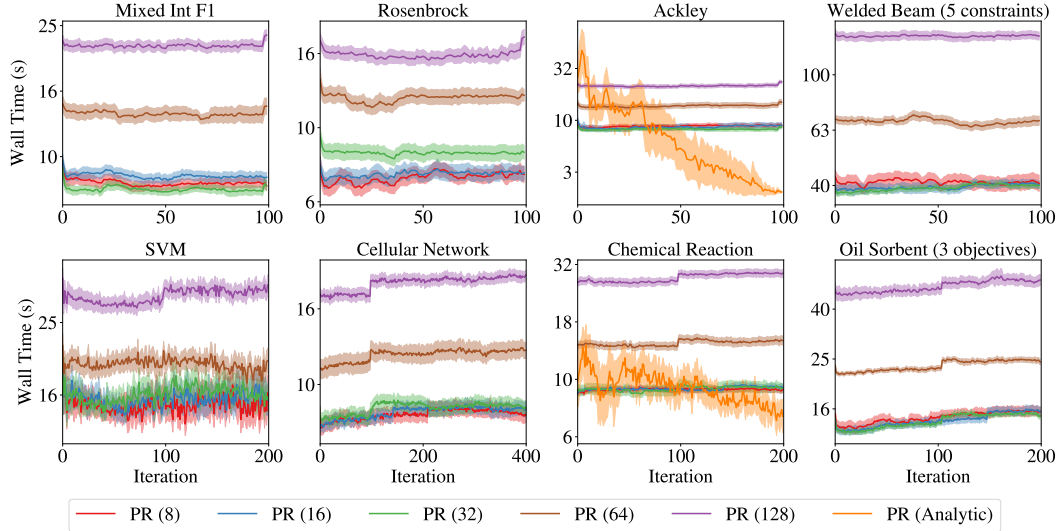 Mixed Int F1
Rosenbrock
Ackley
Welded Beam (5 constraints)
Wall Time (s)
25
16
10
0
50
100
16
10
6
0
50
100
32
10
3
0
50
100
100
63
40
0
50
100
SVM
Cellular Network
Chemical Reaction
Oil Sorbent (3 objectives)
Wall Time (s)
25
16
0
100
200
Iteration
16
10
0
200
400
Iteration
32
18
10
6
0
100
200
Iteration
40
25
16
0
100
200
Iteration
PR (8)
PR (16)
PR (32)
PR (64)
PR (128)
PR (Analytic)